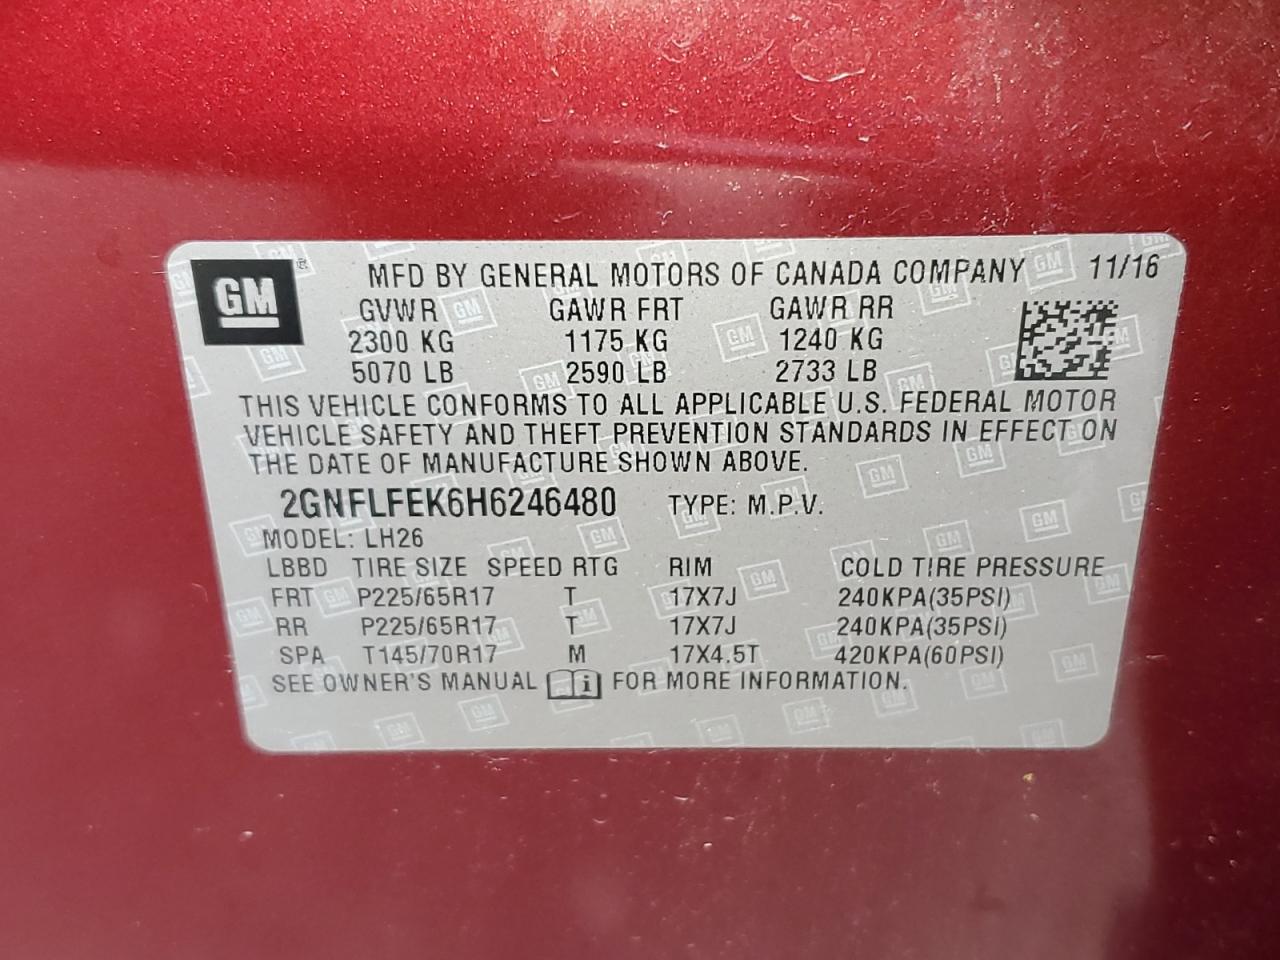 GM ® MFD BY GENERAL MOTORS OF CANADA COMPANY 11/16
GVWR GAWR FRT GAWR RR
2300 KG 1175 KG 1240 KG
5070 LB 2590 LB 2733 LB
THIS VEHICLE CONFORMS TO ALL APPLICABLE U.S. FEDERAL MOTOR
VEHICLE SAFETY AND THEFT PREVENTION STANDARDS IN EFFECT ON
THE DATE OF MANUFACTURE SHOWN ABOVE.
2GNFLFEK6H6246480 TYPE: M.P.V.
MODEL: LH26
LBBD TIRE SIZE SPEED RTG RIM COLD TIRE PRESSURE
FRT P225/65R17 T 17X7J 240KPA(35PSI)
RR P225/65R17 T 17X7J 240KPA(35PSI)
SPA T145/70R17 M 17X4.5T 420KPA(60PSI)
SEE OWNER'S MANUAL i FOR MORE INFORMATION.